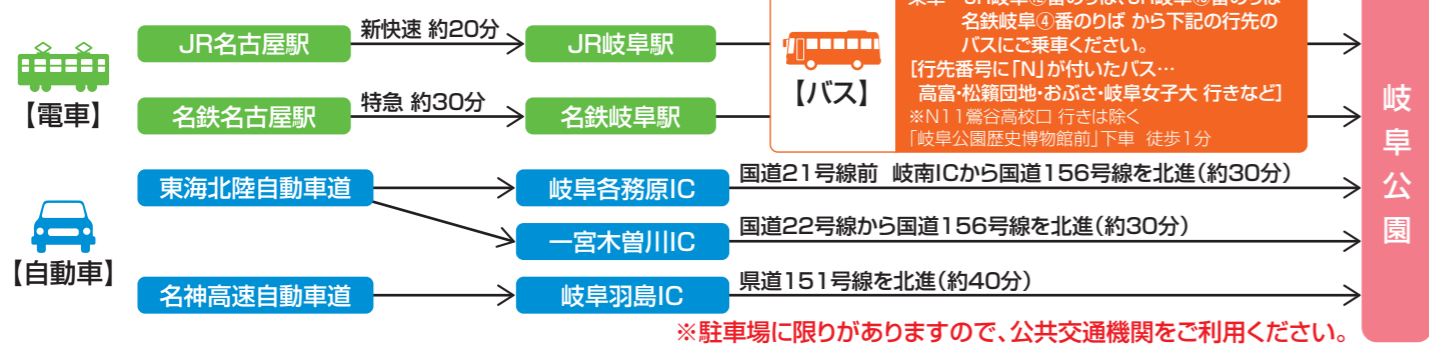 名鉄岐阜④番のりば から下記の行先の
バスにご乗車ください。
[行先番号に「N」が付いたバス…
高富・松籟団地・おぶさ・岐阜女子大 行きなど]
※N11鶯谷高校口 行きは除く
「岐阜公園歴史博物館前」下車 徒歩1分
【バス】
【電車】
JR名古屋駅
新快速 約20分
JR岐阜駅
名鉄名古屋駅
特急 約30分
名鉄岐阜駅
【自動車】
東海北陸自動車道
岐阜各務原IC
国道21号線前 岐南ICから国道156号線を北進(約30分)
一宮木曽川IC
国道22号線から国道156号線を北進(約30分)
名神高速自動車道
岐阜羽島IC
県道151号線を北進(約40分)
岐阜公園
※駐車場に限りがありますので、公共交通機関をご利用ください。